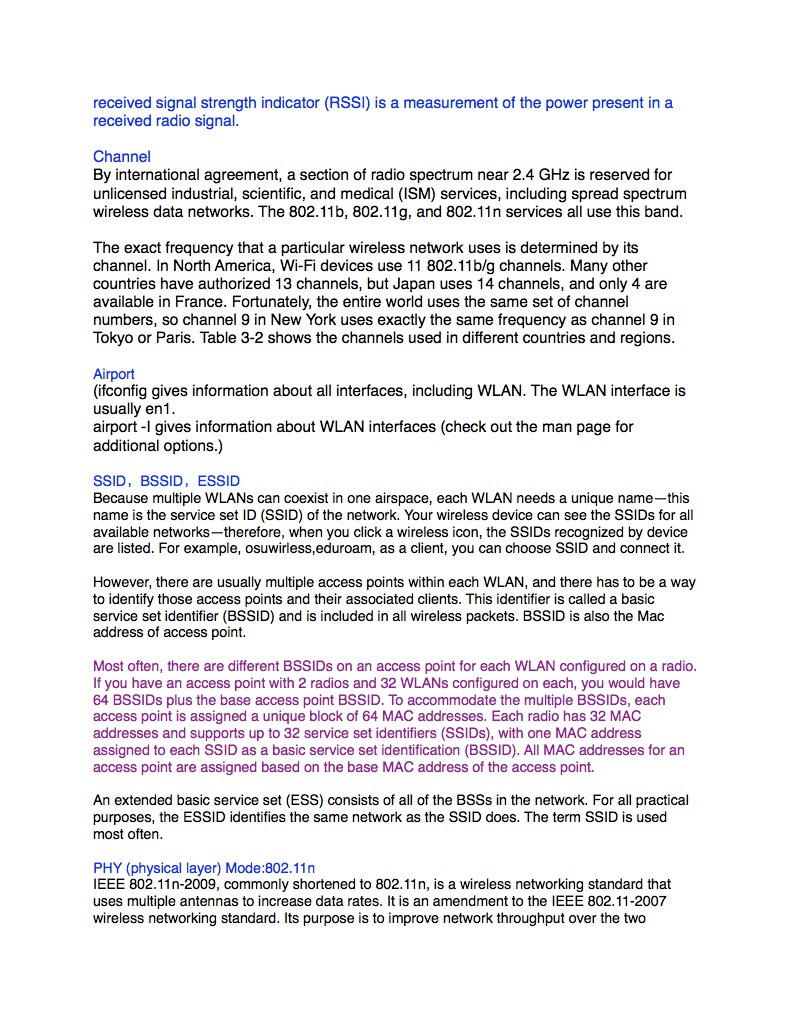 received signal strength indicator (RSSI) is a measurement of the power present in a
received radio signal.
Channel
By international agreement, a section of radio spectrum near 2.4 GHz is reserved for
unlicensed industrial, scientific, and medical (ISM) services, including spread spectrum
wireless data networks. The 802.11b, 802.11g, and 802.11n services all use this band.
The exact frequency that a particular wireless network uses is determined by its
channel. In North America, Wi-Fi devices use 11 802.11b/g channels. Many other
countries have authorized 13 channels, but Japan uses 14 channels, and only 4 are
available in France. Fortunately, the entire world uses the same set of channel
numbers, so channel 9 in New York uses exactly the same frequency as channel 9 in
Tokyo or Paris. Table 3-2 shows the channels used in different countries and regions.
Airport
(ifconfig gives information about all interfaces, including WLAN. The WLAN interface is
usually en1.
airport -I gives information about WLAN interfaces (check out the man page for
additional options.)
SSID，BSSID，ESSID
Because multiple WLANs can coexist in one airspace, each WLAN needs a unique name—this
name is the service set ID (SSID) of the network. Your wireless device can see the SSIDs for all
available networks—therefore, when you click a wireless icon, the SSIDs recognized by device
are listed. For example, osuwirless,eduroam, as a client, you can choose SSID and connect it.
However, there are usually multiple access points within each WLAN, and there has to be a way
to identify those access points and their associated clients. This identifier is called a basic
service set identifier (BSSID) and is included in all wireless packets. BSSID is also the Mac
address of access point.
Most often, there are different BSSIDs on an access point for each WLAN configured on a radio.
If you have an access point with 2 radios and 32 WLANs configured on each, you would have
64 BSSIDs plus the base access point BSSID. To accommodate the multiple BSSIDs, each
access point is assigned a unique block of 64 MAC addresses. Each radio has 32 MAC
addresses and supports up to 32 service set identifiers (SSIDs), with one MAC address
assigned to each SSID as a basic service set identification (BSSID). All MAC addresses for an
access point are assigned based on the base MAC address of the access point.
An extended basic service set (ESS) consists of all of the BSSs in the network. For all practical
purposes, the ESSID identifies the same network as the SSID does. The term SSID is used
most often.
PHY (physical layer) Mode:802.11n
IEEE 802.11n-2009, commonly shortened to 802.11n, is a wireless networking standard that
uses multiple antennas to increase data rates. It is an amendment to the IEEE 802.11-2007
wireless networking standard. Its purpose is to improve network throughput over the two